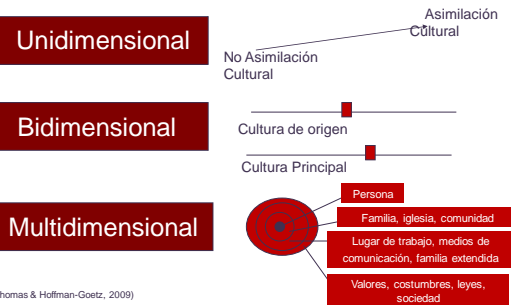 Unidimensional
Asimilación
Cultural
No Asimilación
Cultural
Bidimensional
Cultura de origen
Cultura Principal
Multidimensional
Persona
Familia, iglesia, comunidad
Lugar de trabajo, medios de
comunicación, familia extendida
Valores, costumbres, leyes,
sociedad
homas & Hoffman-Goetz, 2009)